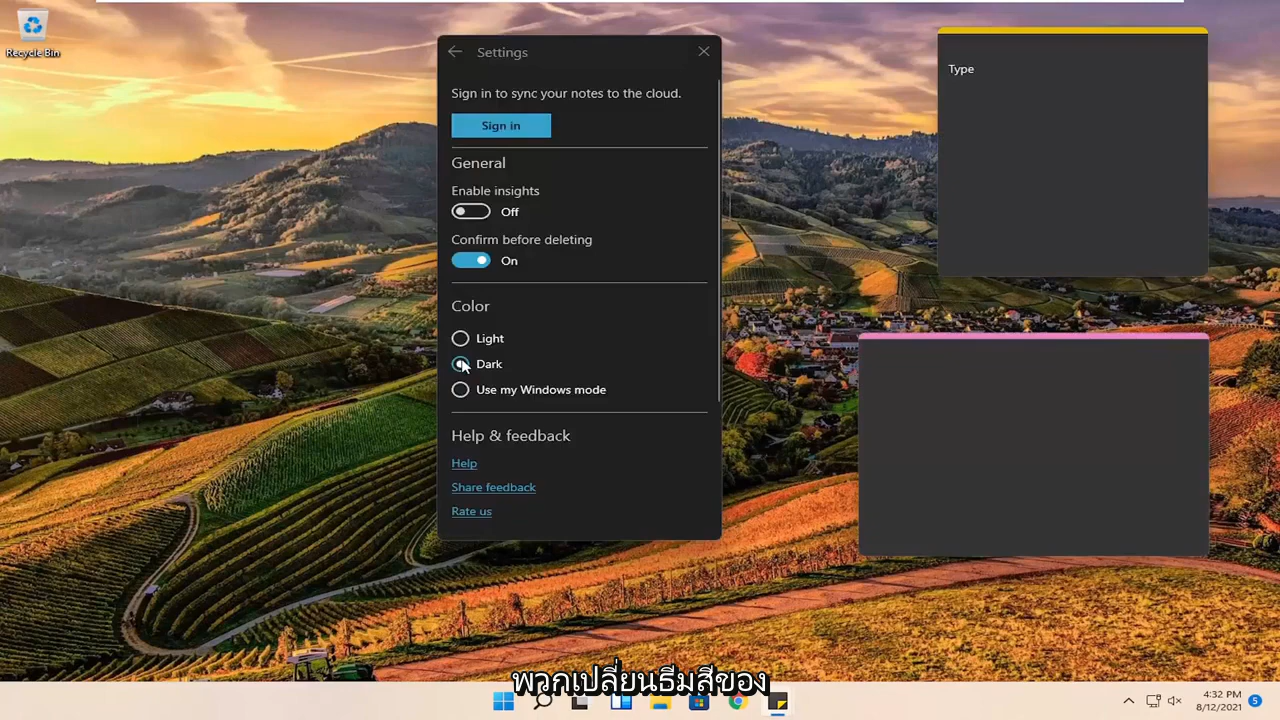 Recycle Bin
Settings
Sign in to sync your notes to the cloud.
Sign in
General
Enable insights
Off
Confirm before deleting
On
Color
Light
Dark
Use my Windows mode
Help & feedback
Help
Share feedback
Rate us
Type
พวกเปลี่ยนธีมสีของ
4:32 PM
8/12/2021
5